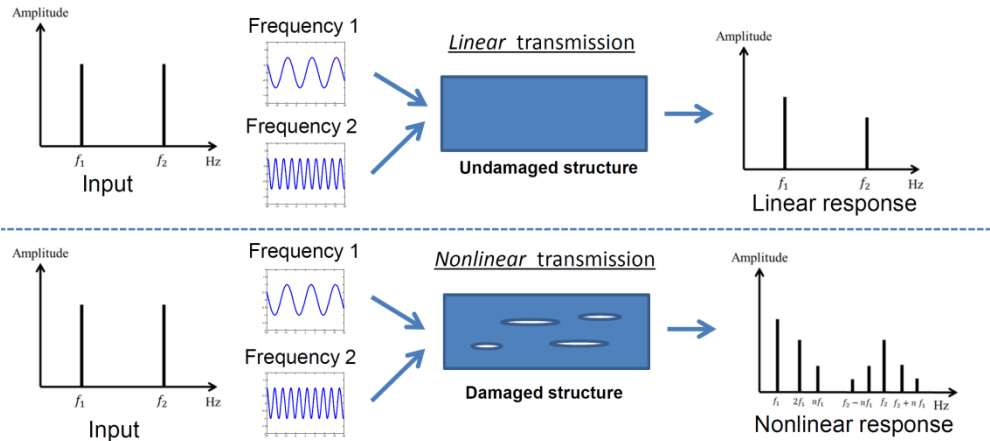 Amplitude
f₁
f₂
Hz
Input
Frequency 1
Frequency 2
Linear transmission
Undamaged structure
Amplitude
f₁
f₂
Hz
Linear response
Amplitude
f₁
f₂
Hz
Input
Frequency 1
Frequency 2
Nonlinear transmission
Damaged structure
Amplitude
f₁ 2f₁ nf₁ f₂ − nf₁ f₂ f₂ + n f₁ Hz
Nonlinear response